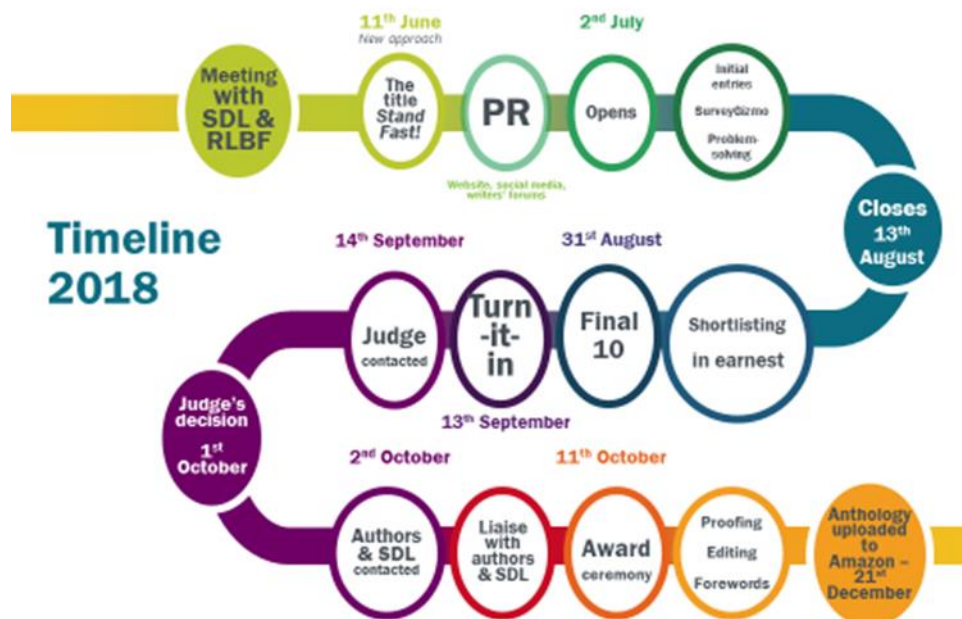 11th June
New approach
2nd July
Meeting
with
SDL &
RLBF
The
title
Stand
Fast!
PR
Opens
Initial
entries
SurveyGizmo
Problem-
solving
Website, social media,
writers' forums
Closes
13th
August
Timeline
2018
14th September
31st August
Judge
contacted
Turn
-it-
in
Final
10
Shortlisting
in earnest
13th September
Judge's
decision
1st
October
2nd October
11th October
Authors
& SDL
contacted
Liaise
with
authors
& SDL
Award
ceremony
Proofing
Editing
Forewords
Anthology
uploaded
to
Amazon –
21st
December